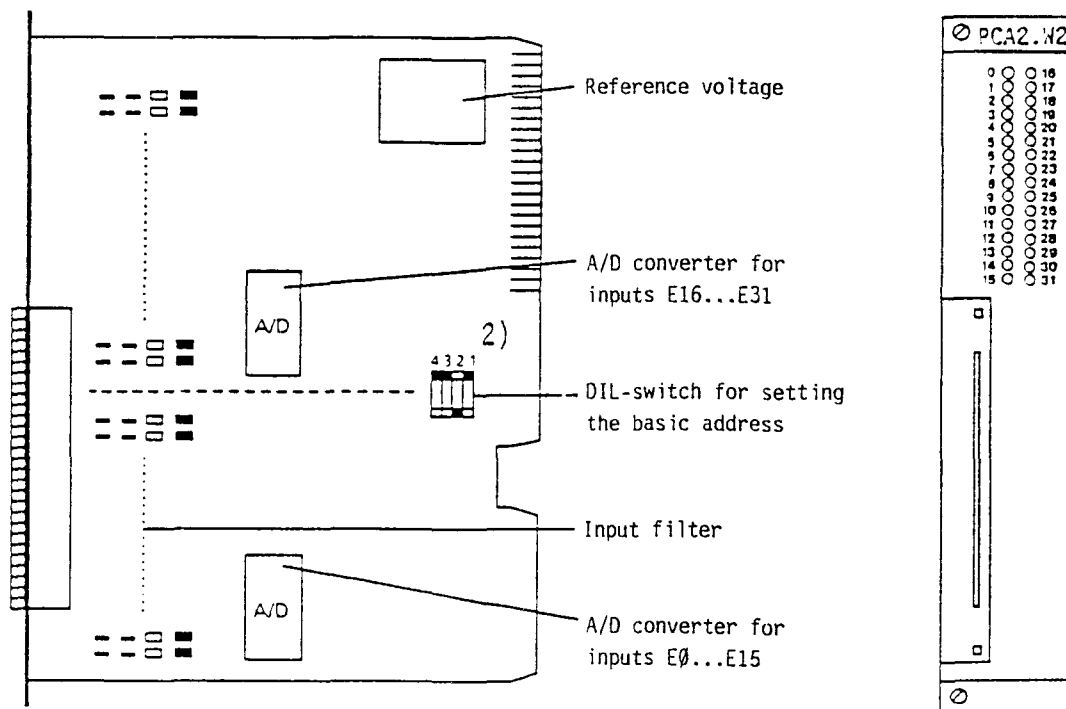 Reference voltage
A/D converter for
inputs E16...E31
A/D
2)
4 3 2 1
DIL-switch for setting
the basic address
Input filter
A/D converter for
inputs EØ...E15
A/D
PCA2.W2
0 16
1 17
2 18
3 19
4 20
5 21
6 22
7 23
8 24
9 25
10 26
11 27
12 28
13 29
14 30
15 31